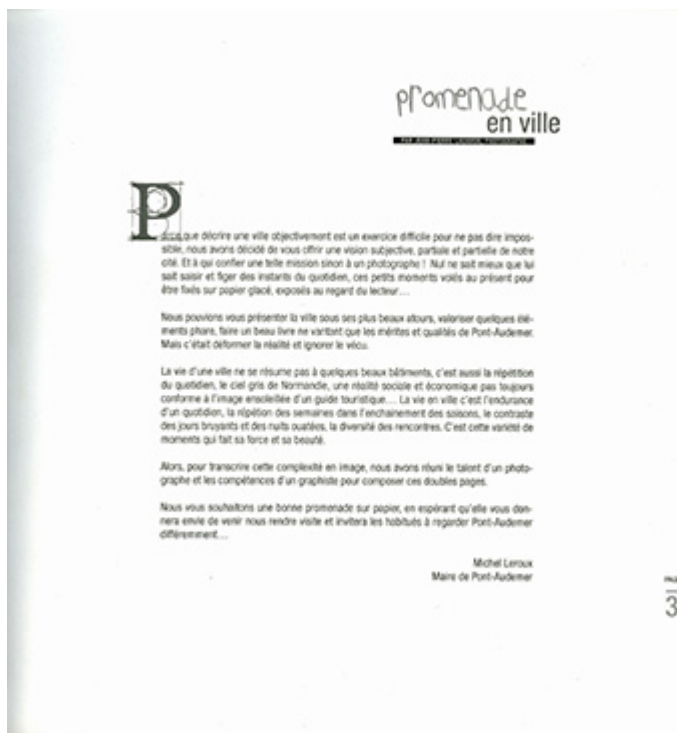 promenade
en ville
PAR JEAN-PIERRE
Parce que décrire une ville objectivement est un exercice difficile pour ne pas dire impos-
sible, nous avons décidé de vous offrir une vision subjective, partiale et partielle de notre
cité. Et à qui confier une telle mission sinon à un photographe ! Nul ne sait mieux que lui
sait saisir et figer des instants du quotidien, ces petits moments volés au présent pour
être fixés sur papier glacé, exposés au regard du lecteur...
Nous pouvions vous présenter la ville sous ses plus beaux atours, valoriser quelques élé-
ments phare, faire un beau livre ne vantant que les mérites et qualités de Pont-Audemer.
Mais c'était déformer la réalité et ignorer le vécu.
La vie d'une ville ne se résume pas à quelques beaux bâtiments, c'est aussi la répétition
du quotidien, le ciel gris de Normandie, une réalité sociale et économique pas toujours
conforme à l'image ensoleillée d'un guide touristique... La vie en ville c'est l'endurance
d'un quotidien, la répétion des semaines dans l'enchainement des saisons, le contraste
des jours bruyants et des nuits ouatées, la diversité des rencontres. C'est cette variété de
moments qui fait sa force et sa beauté.
Alors, pour transcrire cette complexité en image, nous avons réuni le talent d'un photo-
graphe et les compétences d'un graphiste pour composer ces doubles pages.
Nous vous souhaitons une bonne promenade sur papier, en espérant qu'elle vous don-
nera envie de venir nous rendre visite et invitera les habitués à regarder Pont-Audemer
différemment...
Michel Leroux
Maire de Pont-Audemer
3